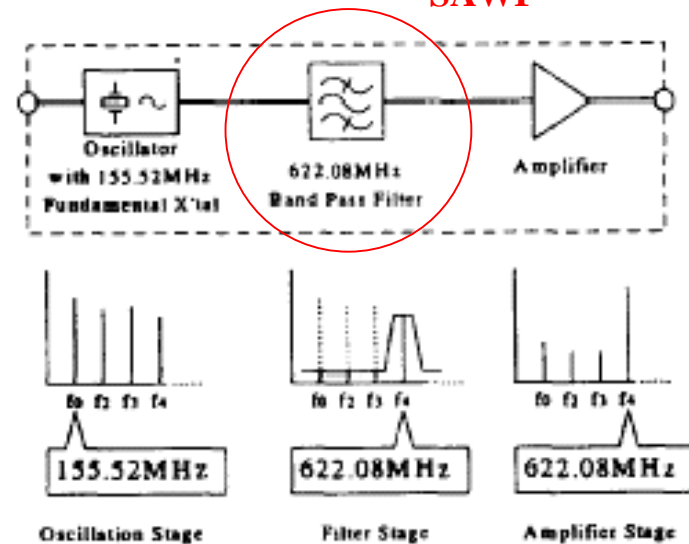 SAWF
Oscillator
with 155.52MHz
Fundamental X'tal
622.08MHz
Band Pass Filter
Amplifier
f0 f2 f3 f4
f0 f2 f3 f4
f0 f2 f3 f4
155.52MHz
622.08MHz
622.08MHz
Oscillation Stage
Filter Stage
Amplifier Stage